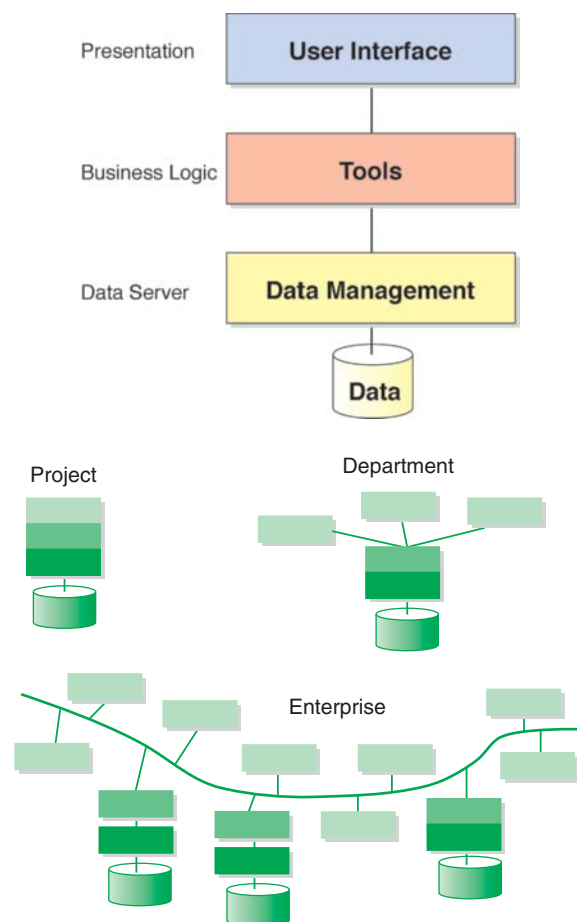 Presentation
User Interface
Business Logic
Tools
Data Server
Data Management
Data
Project
Department
Enterprise